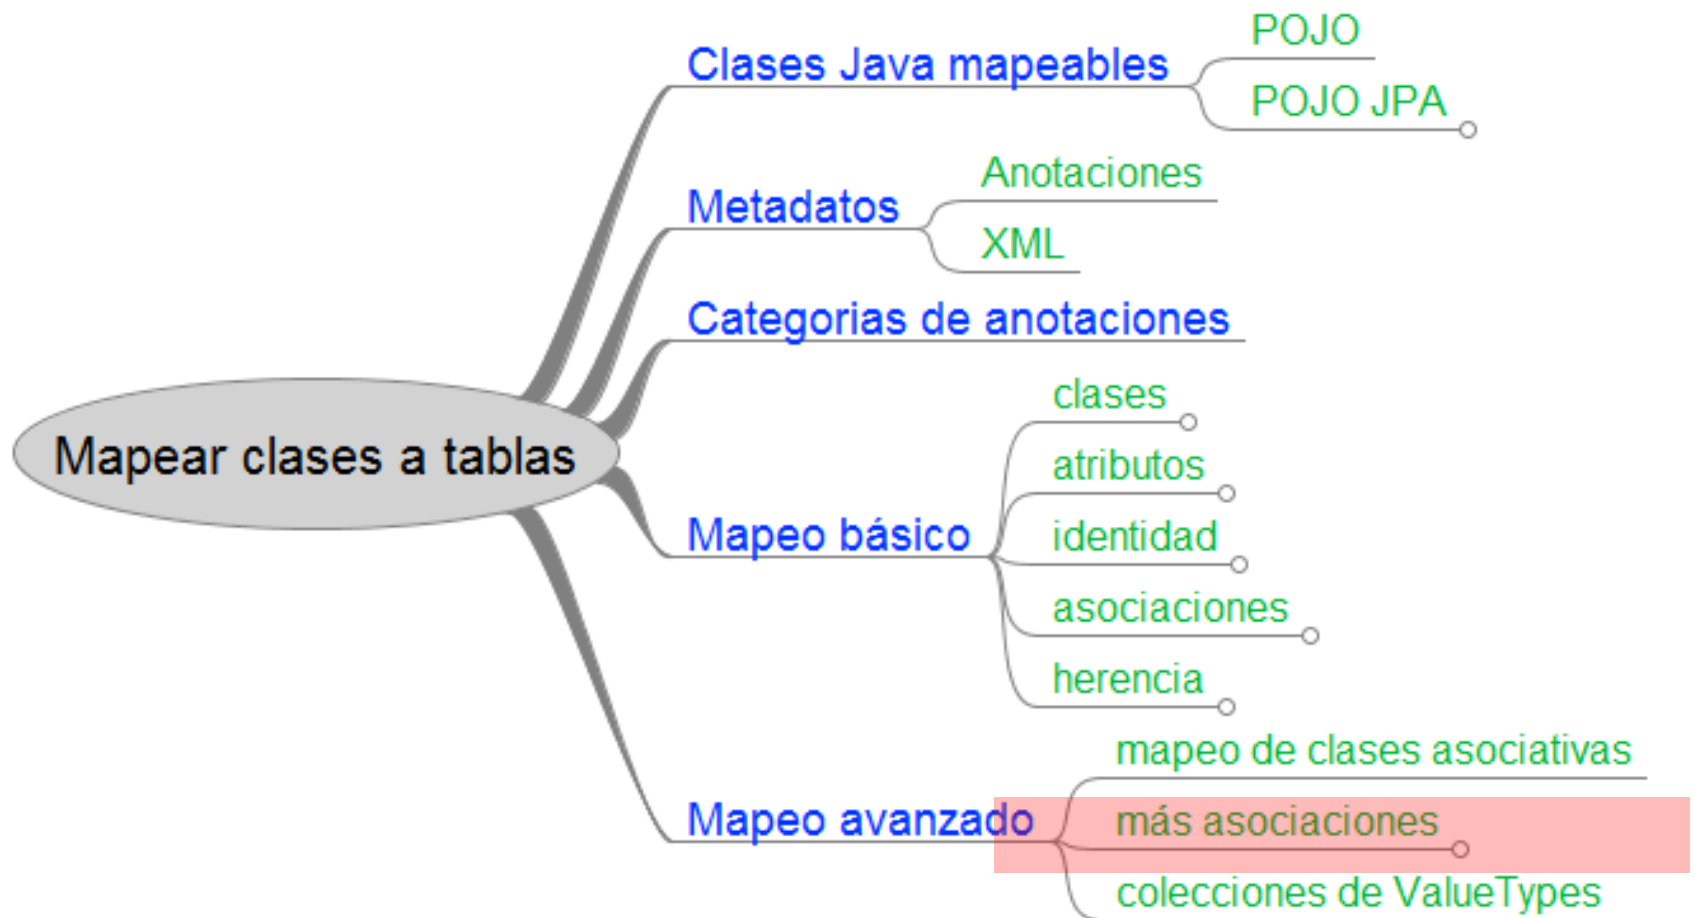 Mapear clases a tablas
Clases Java mapeables
POJO
POJO JPA
Metadatos
Anotaciones
XML
Categorias de anotaciones
Mapeo básico
clases
atributos
identidad
asociaciones
herencia
Mapeo avanzado
mapeo de clases asociativas
más asociaciones
colecciones de ValueTypes